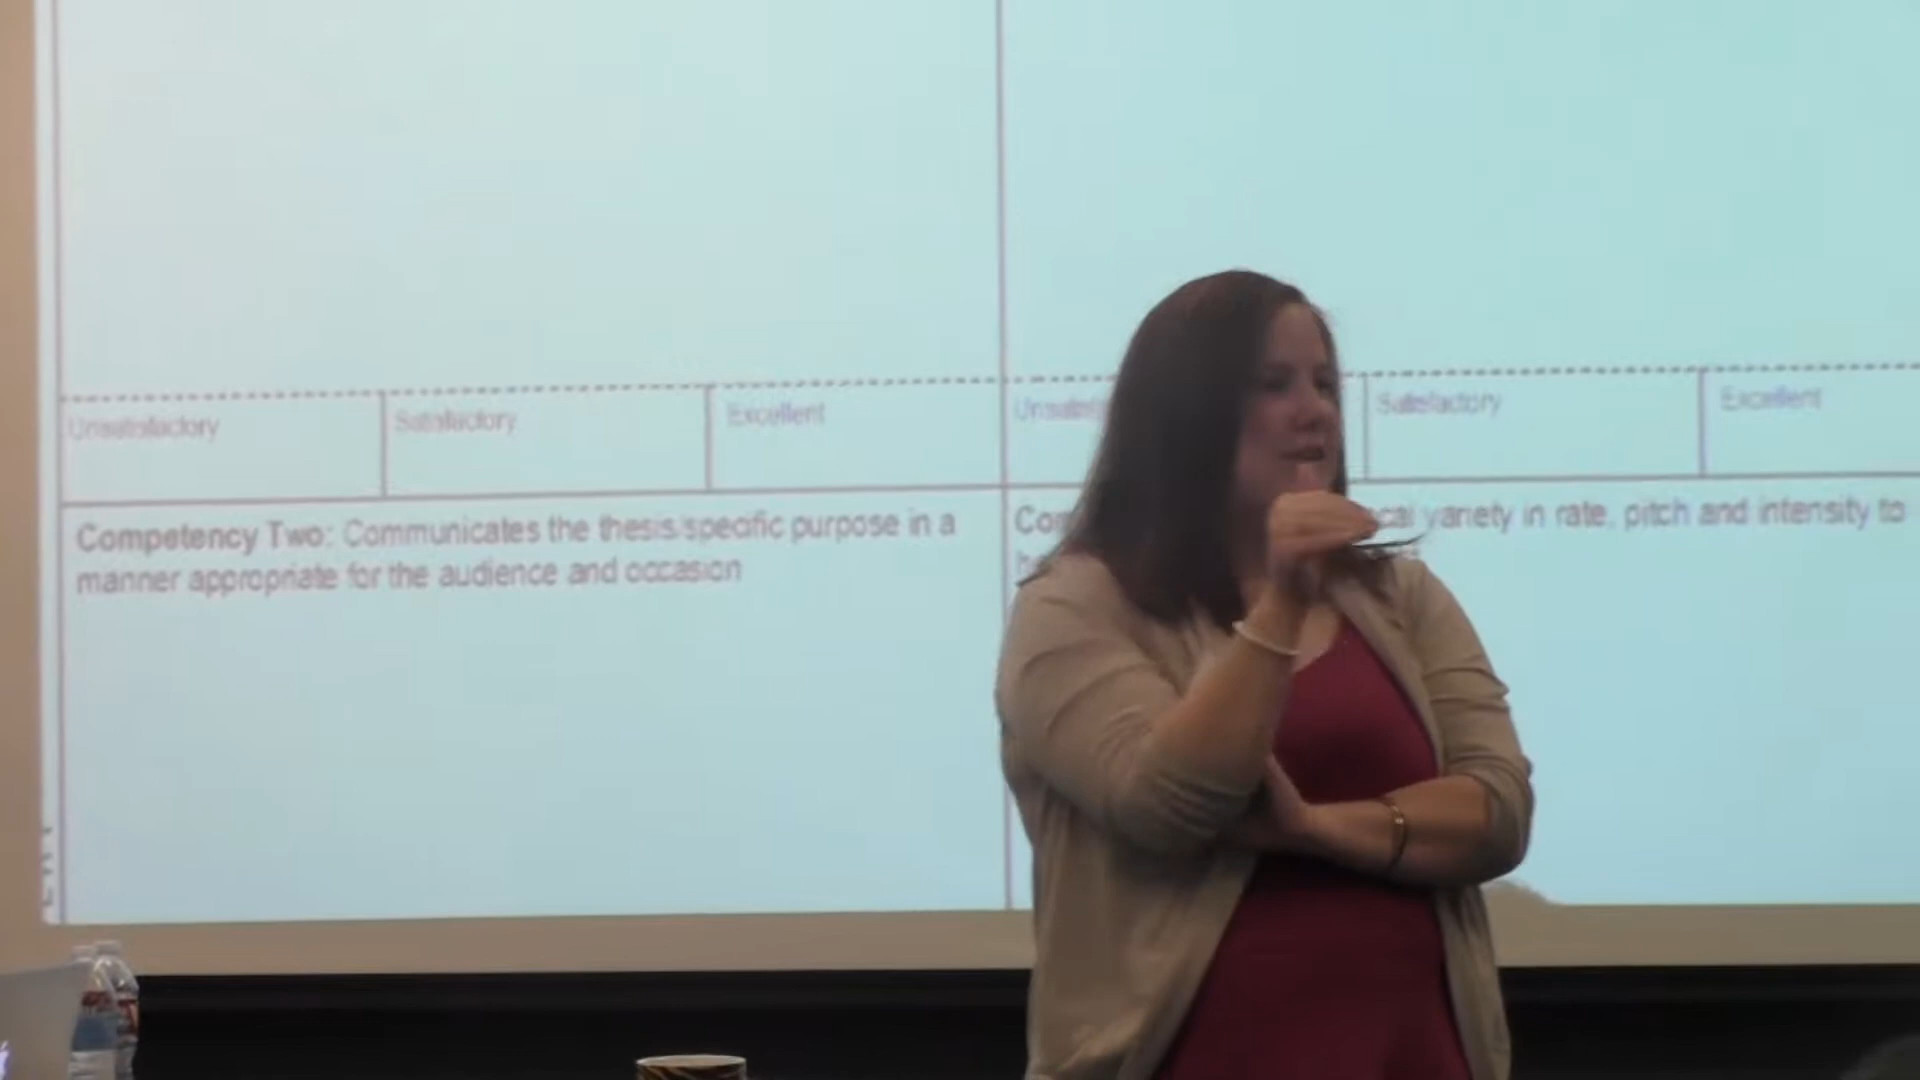 Unsatisfactory Satisfactory Excellent Satisfactory Excellent
Competency Two: Communicates the thesis/specific purpose in a
manner appropriate for the audience and occasion
variety in rate, pitch and intensity to